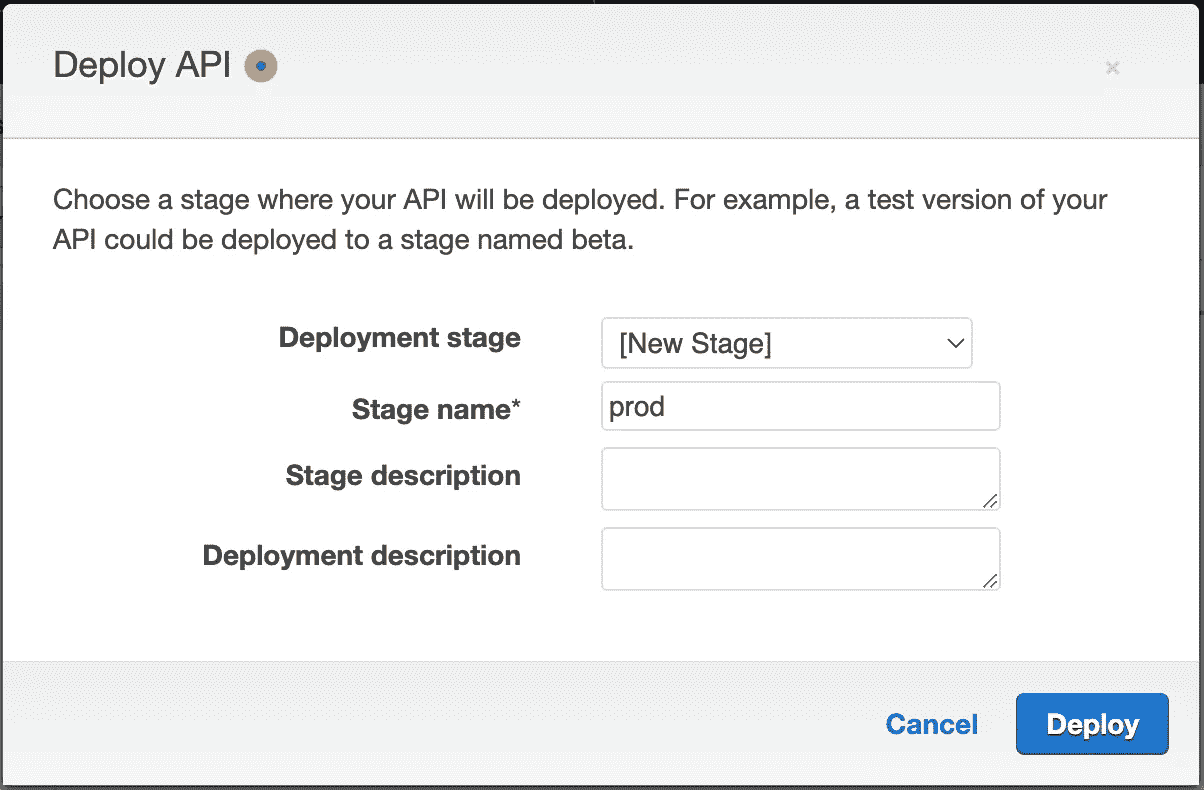 Deploy API
Choose a stage where your API will be deployed. For example, a test version of your
API could be deployed to a stage named beta.
Deployment stage [New Stage]
Stage name* prod
Stage description
Deployment description
Cancel Deploy